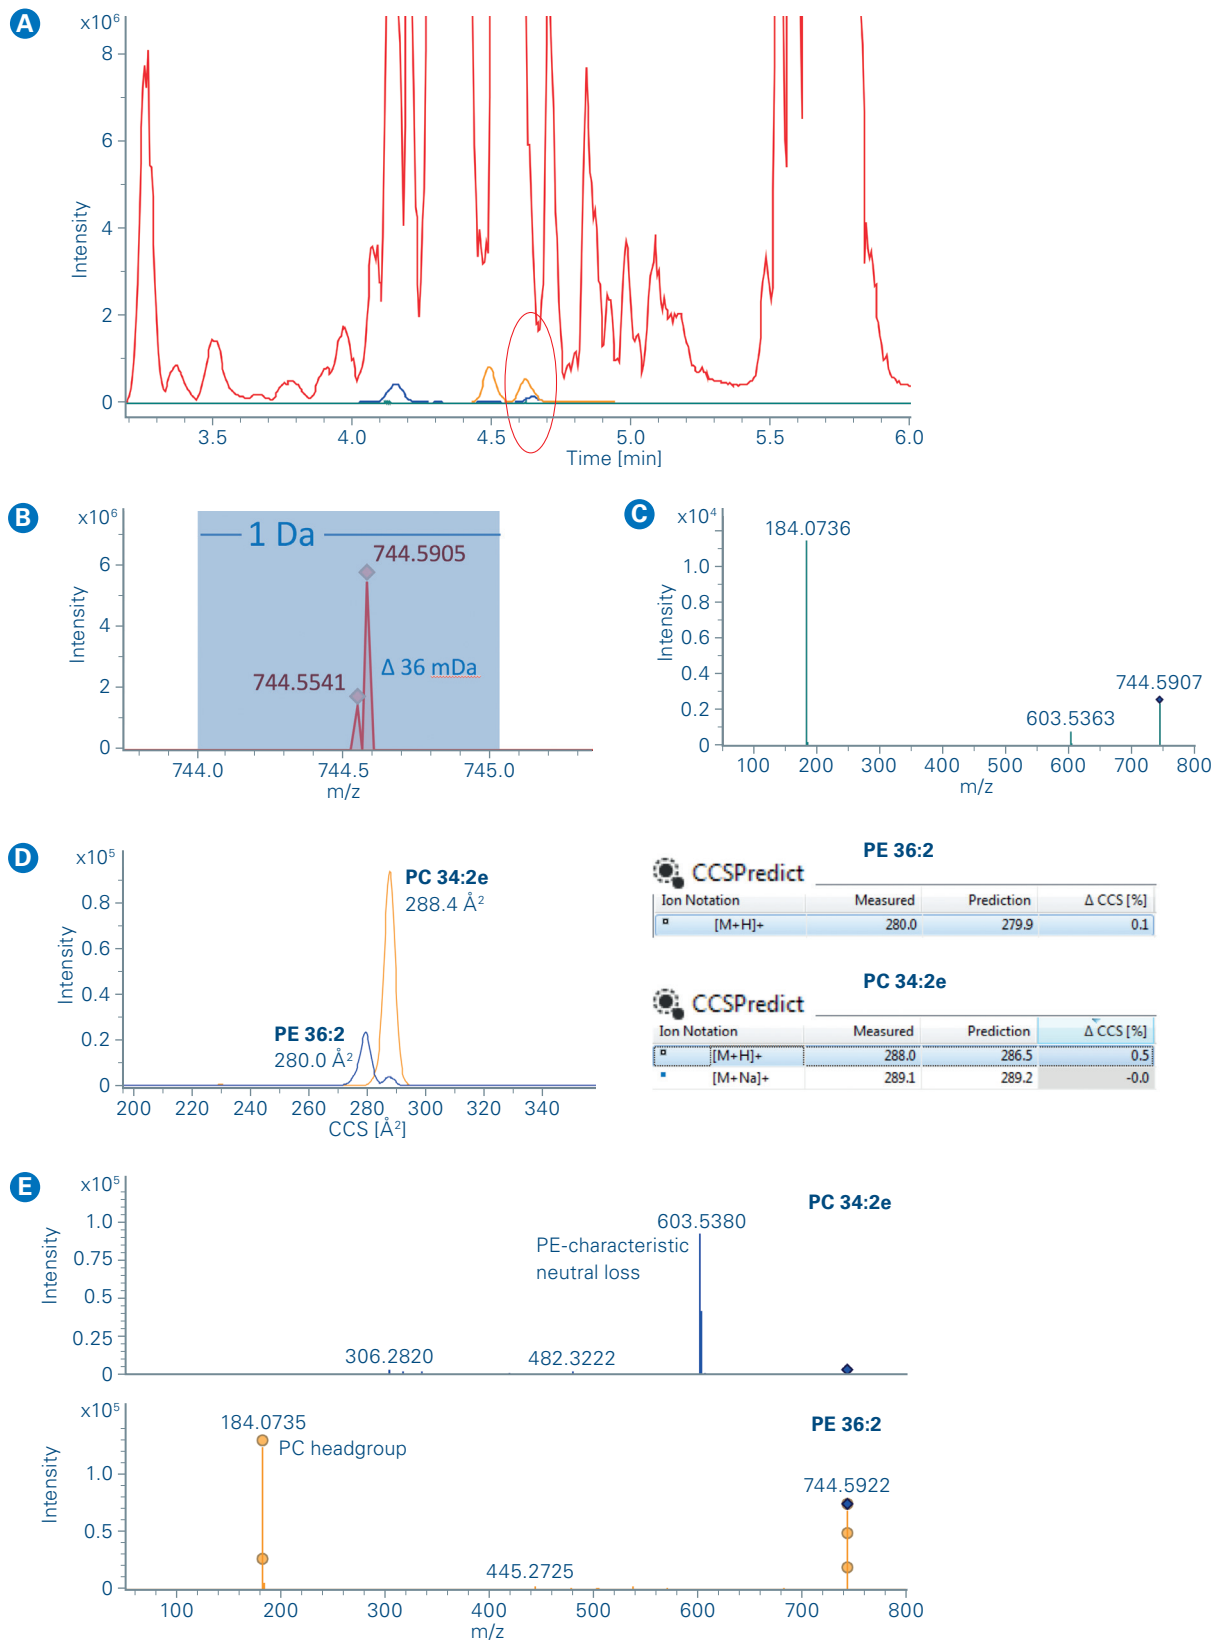 A
x10⁶
8
6
4
2
0
Intensity
3.5 4.0 4.5 5.0 5.5 6.0
Time [min]
B
x10⁶
6
4
2
0
Intensity
1 Da
744.5905
Δ 36 mDa
744.5541
744.0 744.5 745.0
m/z
C
x10⁴
1.0
0.8
0.6
0.4
0.2
0
Intensity
184.0736
744.5907
603.5363
100 200 300 400 500 600 700 800
m/z
D
x10⁵
0.8
0.6
0.4
0.2
0
Intensity
PC 34:2e
288.4 Å²
PE 36:2
280.0 Å²
200 220 240 260 280 300 320 340
CCS [Å²]
PE 36:2
CCSPredict
Ion Notation Measured Prediction Δ CCS [%]
[M+H]+ 280.0 279.9 0.1
PC 34:2e
CCSPredict
Ion Notation Measured Prediction Δ CCS [%]
[M+H]+ 288.0 286.5 0.5
[M+Na]+ 289.1 289.2 -0.0
E
x10⁵
1.0
0.75
0.5
0.25
0
Intensity
PC 34:2e
603.5380
PE-characteristic
neutral loss
306.2820
482.3222
x10⁵
1.0
0.5
0
Intensity
184.0735
PC headgroup
PE 36:2
744.5922
445.2725
100 200 300 400 500 600 700 800
m/z